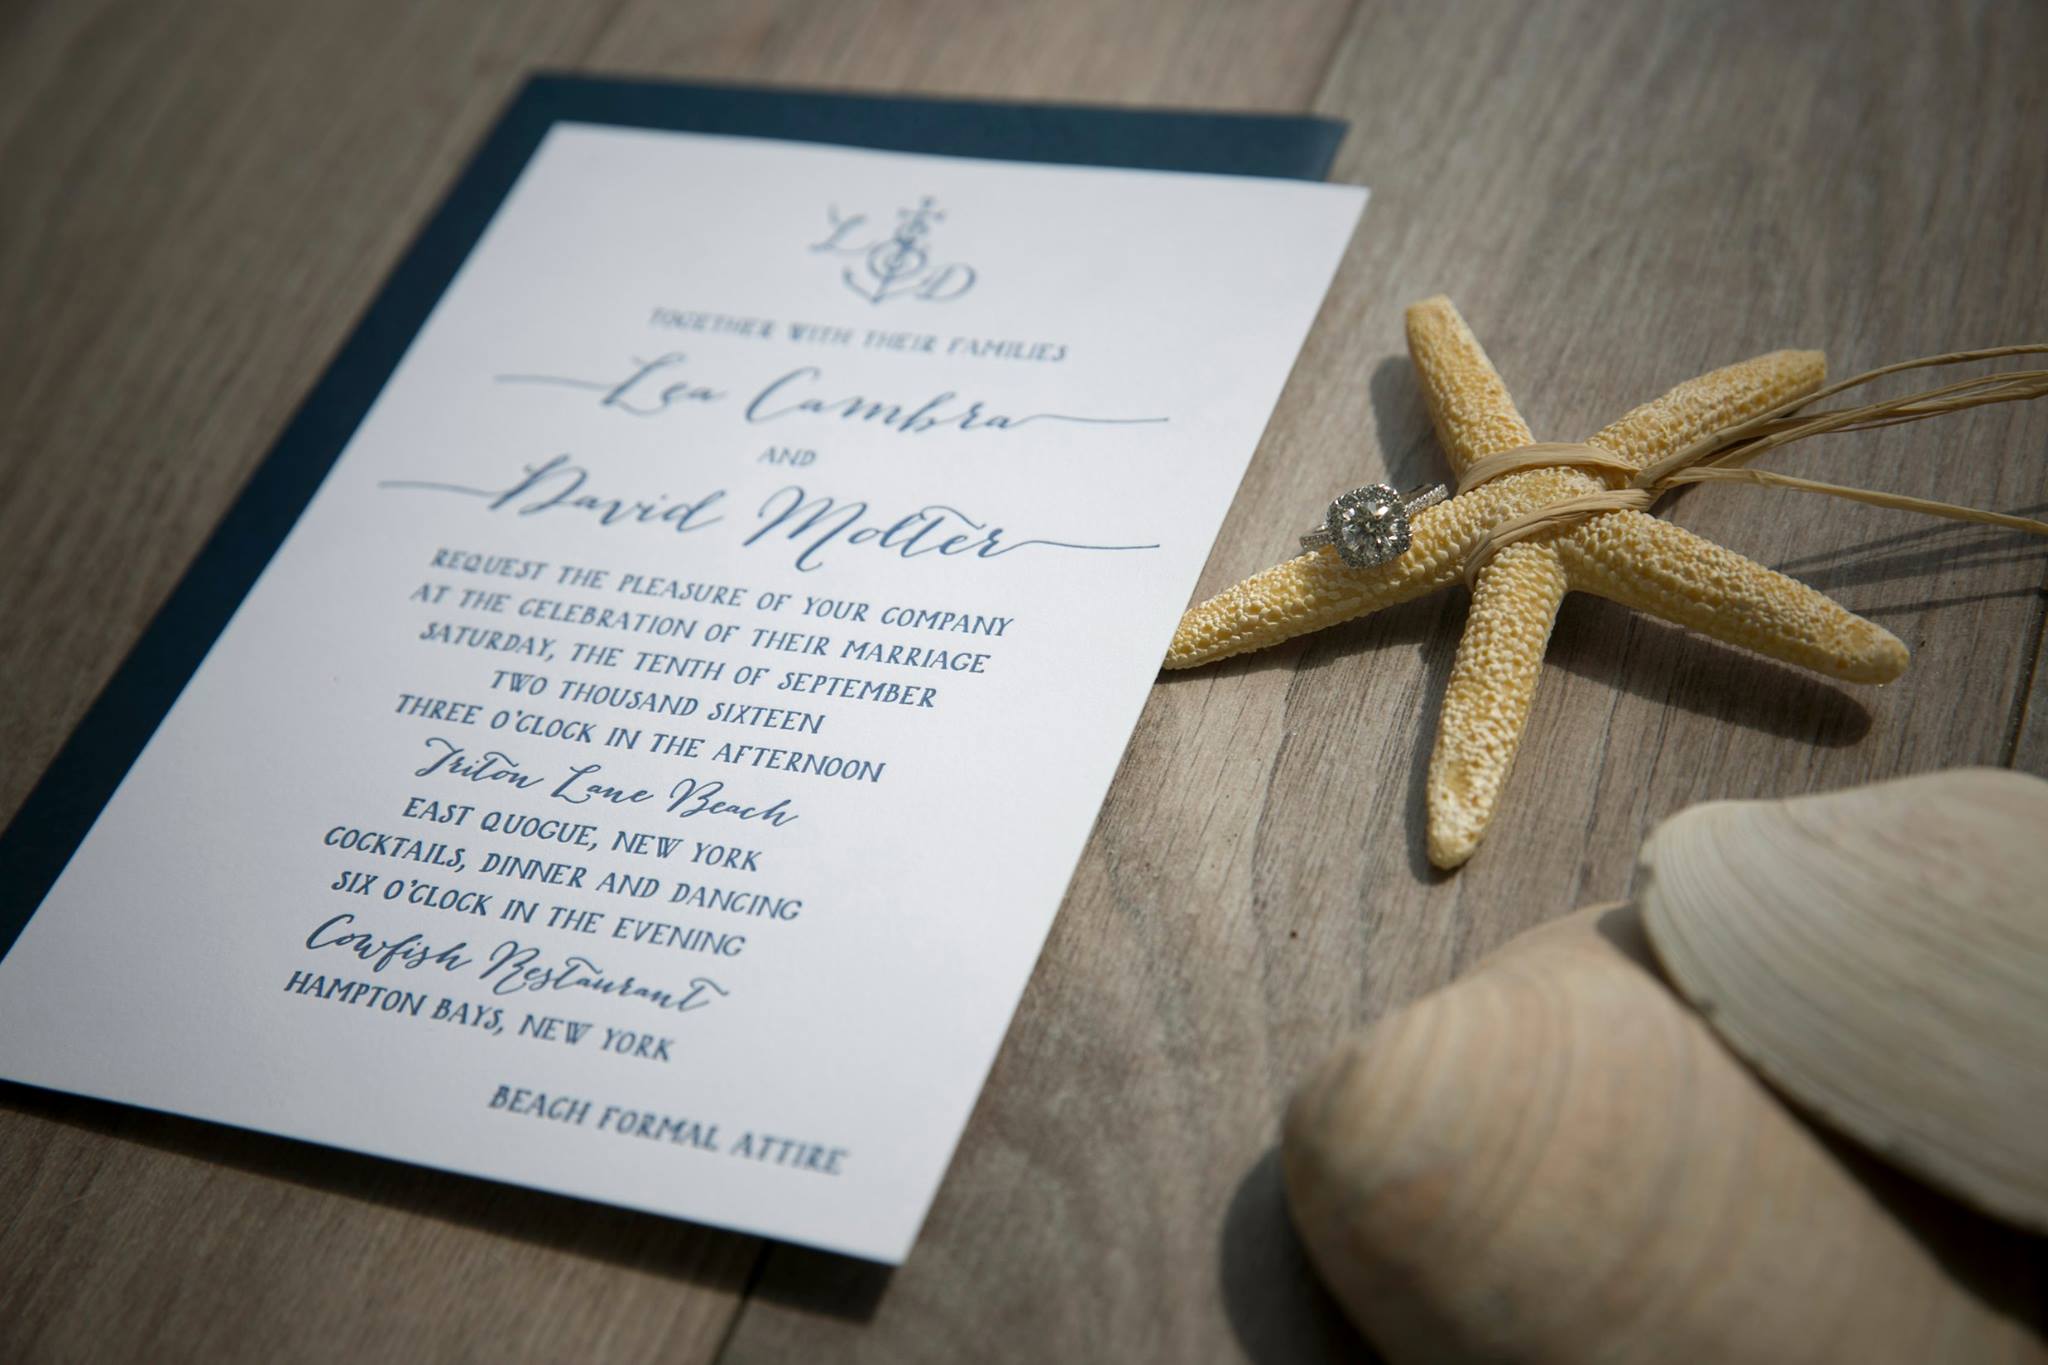 L & D
TOGETHER WITH THEIR FAMILIES
Lea Cambra
AND
David Molter
REQUEST THE PLEASURE OF YOUR COMPANY
AT THE CELEBRATION OF THEIR MARRIAGE
SATURDAY, THE TENTH OF SEPTEMBER
TWO THOUSAND SIXTEEN
THREE O'CLOCK IN THE AFTERNOON
Triton Lane Beach
EAST QUOGUE, NEW YORK
COCKTAILS, DINNER AND DANCING
SIX O'CLOCK IN THE EVENING
Cowfish Restaurant
HAMPTON BAYS, NEW YORK
BEACH FORMAL ATTIRE